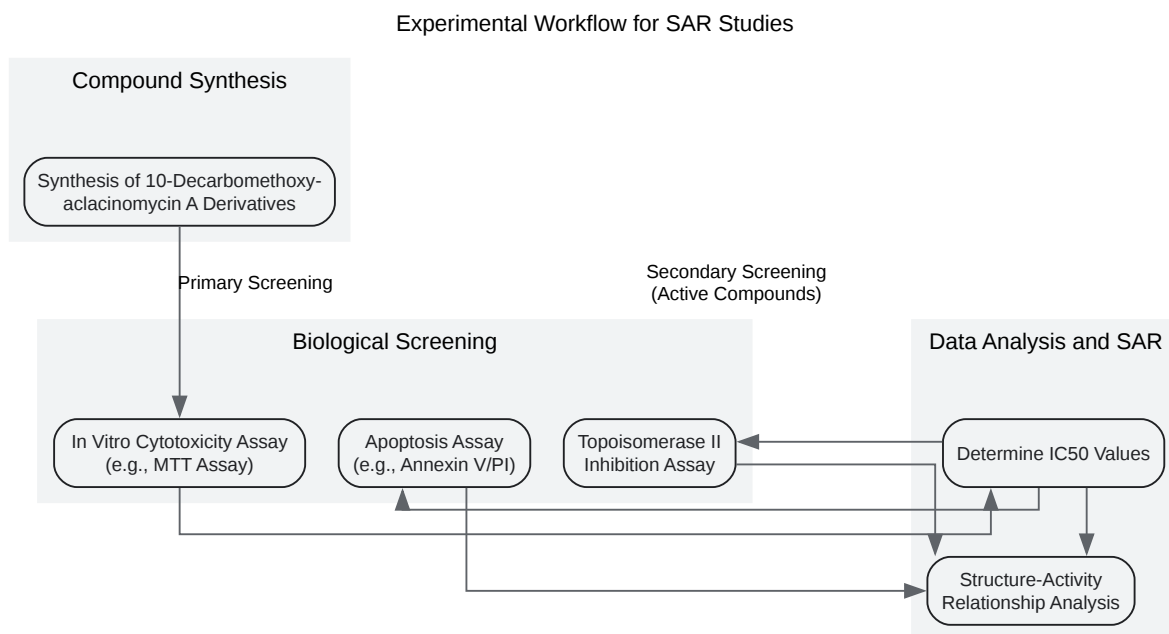 Experimental Workflow for SAR Studies
Compound Synthesis
Synthesis of 10-Decarbomethoxy-
aclacinomycin A Derivatives
Primary Screening
Secondary Screening
(Active Compounds)
Biological Screening
Data Analysis and SAR
In Vitro Cytotoxicity Assay
(e.g., MTT Assay)
Apoptosis Assay
(e.g., Annexin V/PI)
Topoisomerase II
Inhibition Assay
Determine IC50 Values
Structure-Activity
Relationship Analysis